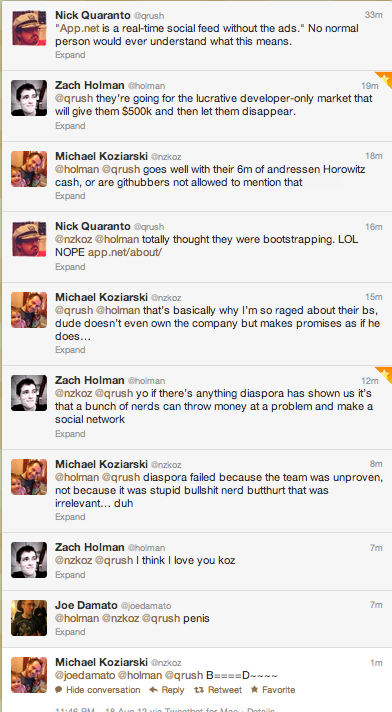 Nick Quaranto @qrush 33m
"App.net is a real-time social feed without the ads." No normal
person would ever understand what this means.
Expand
Zach Holman @holman 19m
@qrush they're going for the lucrative developer-only market that
will give them $500k and then let them disappear.
Expand
Michael Koziarski @nzkoz 18m
@holman @qrush goes well with their 6m of andressen Horowitz
cash, or are githubbers not allowed to mention that
Expand
Nick Quaranto @qrush 16m
@nzkoz @holman totally thought they were bootstrapping. LOL
NOPE app.net/about/
Expand
Michael Koziarski @nzkoz 15m
@qrush @holman that's basically why I'm so raged about their bs,
dude doesn't even own the company but makes promises as if he
does…
Expand
Zach Holman @holman 12m
@nzkoz @qrush yo if there's anything diaspora has shown us it's
that a bunch of nerds can throw money at a problem and make a
social network
Expand
Michael Koziarski @nzkoz 8m
@holman @qrush diaspora failed because the team was unproven,
not because it was stupid bullshit nerd butthurt that was
irrelevant… duh
Expand
Zach Holman @holman 7m
@nzkoz @qrush I think I love you koz
Expand
Joe Damato @joedamato 7m
@holman @nzkoz @qrush penis
Expand
Michael Koziarski @nzkoz 1m
@joedamato @holman @qrush B====D~~~~
Hide conversation Reply Retweet Favorite
11:46 PM - 18 Aug 12 via Tweetbot for Mac · Details